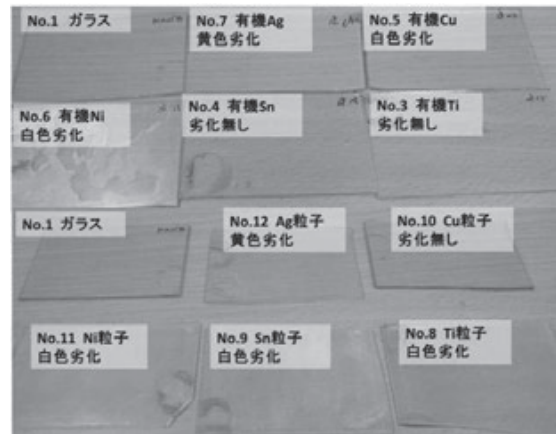 No.1 ガラス
No.7 有機Ag
黄色劣化
No.5 有機Cu
白色劣化
No.6 有機Ni
白色劣化
No.4 有機Sn
劣化無し
No.3 有機Ti
劣化無し
No.1 ガラス
No.12 Ag粒子
黄色劣化
No.10 Cu粒子
劣化無し
No.11 Ni粒子
白色劣化
No.9 Sn粒子
白色劣化
No.8 Ti粒子
白色劣化